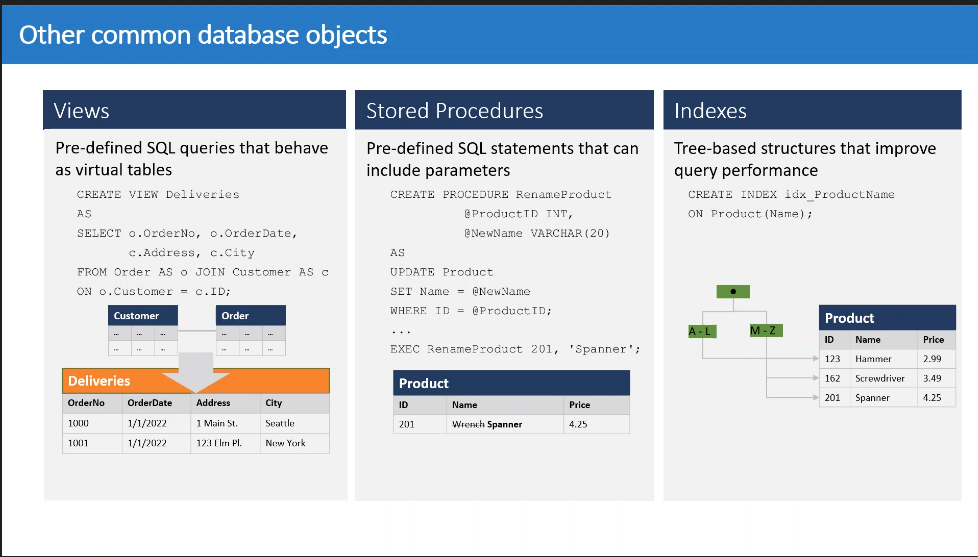 Other common database objects
Views
Pre-defined SQL queries that behave
as virtual tables
CREATE VIEW Deliveries
AS
SELECT o.OrderNo, o.OrderDate,
c.Address, c.City
FROM Order AS o JOIN Customer AS c
ON o.Customer = c.ID;
Customer Order
… … … … … …
… … … … … …
Deliveries
OrderNo OrderDate Address City
1000 1/1/2022 1 Main St. Seattle
1001 1/1/2022 123 Elm Pl. New York
Stored Procedures
Pre-defined SQL statements that can
include parameters
CREATE PROCEDURE RenameProduct
@ProductID INT,
@NewName VARCHAR(20)
AS
UPDATE Product
SET Name = @NewName
WHERE ID = @ProductID;
...
EXEC RenameProduct 201, 'Spanner';
Product
ID Name Price
201 Wrench Spanner 4.25
Indexes
Tree-based structures that improve
query performance
CREATE INDEX idx_ProductName
ON Product(Name);
A - L M - Z
Product
ID Name Price
123 Hammer 2.99
162 Screwdriver 3.49
201 Spanner 4.25